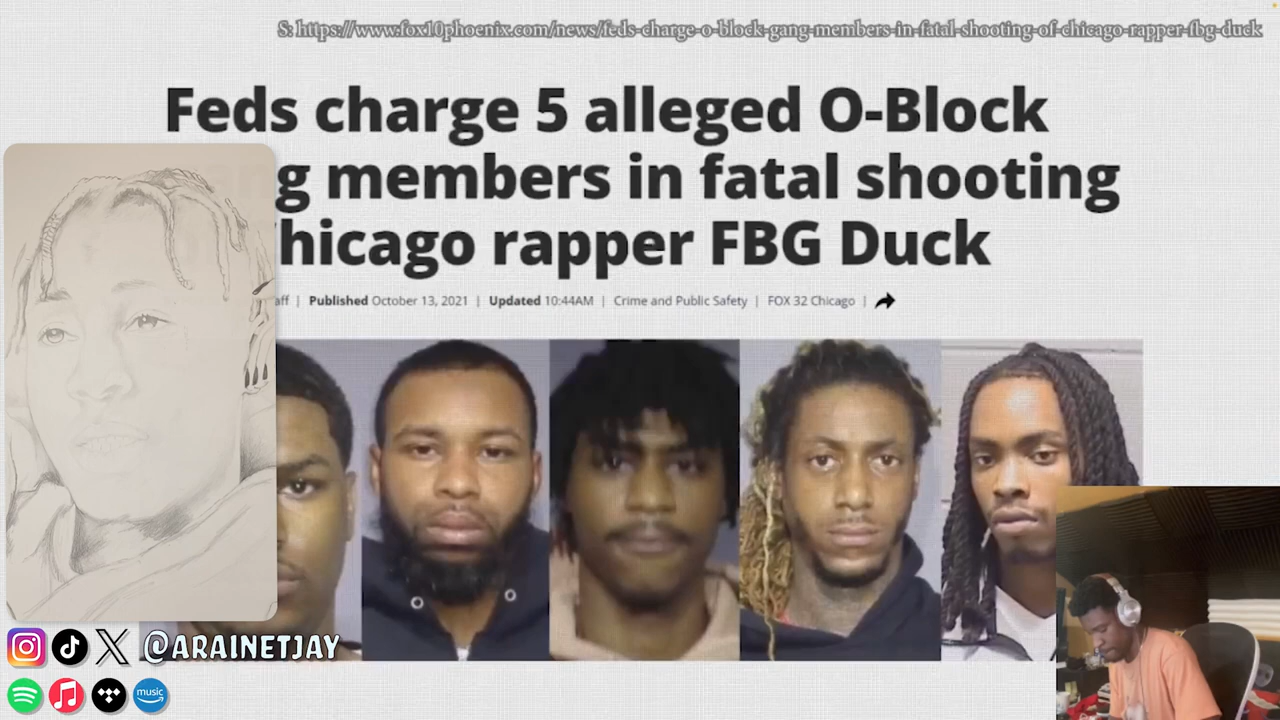 S: https://www.fox10phoenix.com/news/feds-charge-o-block-gang-members-in-fatal-shooting-of-chicago-rapper-fbg-duck
Feds charge 5 alleged O-Block
ng members in fatal shooting
hicago rapper FBG Duck
aff | Published October 13, 2021 | Updated 10:44AM | Crime and Public Safety | FOX 32 Chicago |
@ARAINETJAY
music